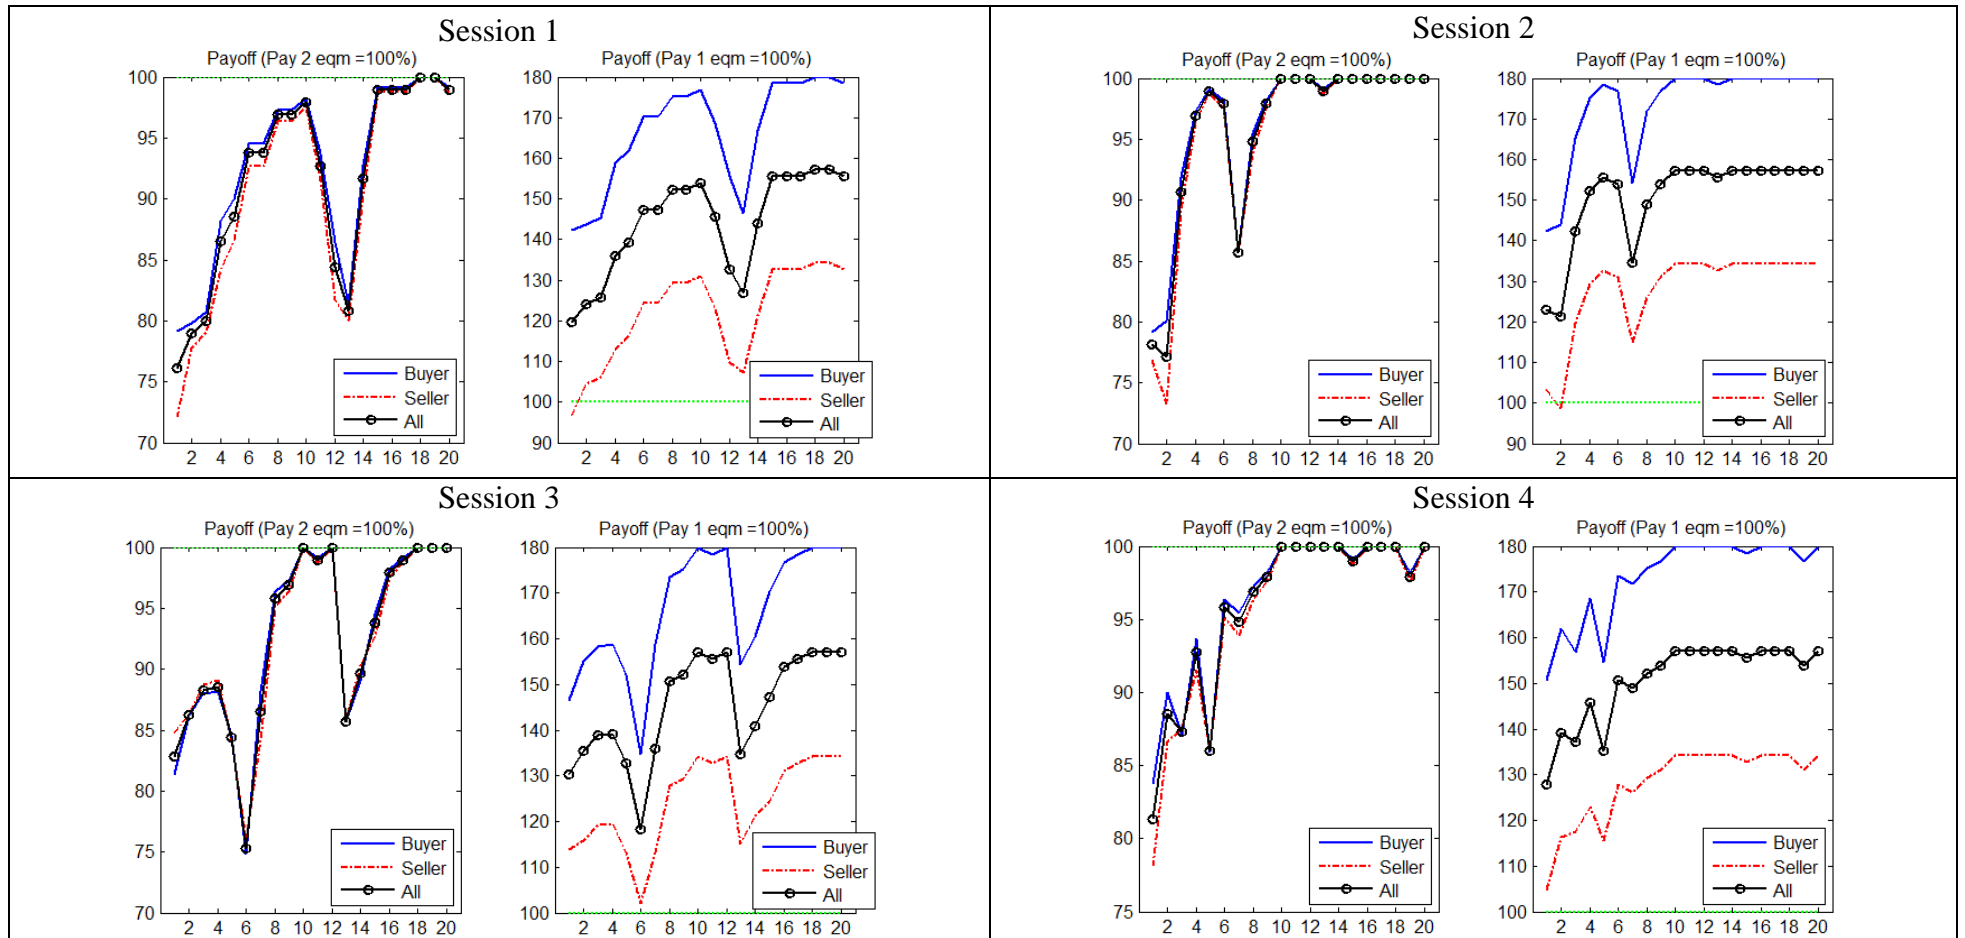 Session 1
Payoff (Pay 2 eqm =100%)
100
95
90
85
80
75
70
2 4 6 8 10 12 14 16 18 20
Buyer
Seller
All
Payoff (Pay 1 eqm =100%)
180
170
160
150
140
130
120
110
100
90
2 4 6 8 10 12 14 16 18 20
Buyer
Seller
All
Session 2
Payoff (Pay 2 eqm =100%)
100
95
90
85
80
75
70
2 4 6 8 10 12 14 16 18 20
Buyer
Seller
All
Payoff (Pay 1 eqm =100%)
180
170
160
150
140
130
120
110
100
90
2 4 6 8 10 12 14 16 18 20
Buyer
Seller
All
Session 3
Payoff (Pay 2 eqm =100%)
100
95
90
85
80
75
70
2 4 6 8 10 12 14 16 18 20
Buyer
Seller
All
Payoff (Pay 1 eqm =100%)
180
170
160
150
140
130
120
110
100
2 4 6 8 10 12 14 16 18 20
Buyer
Seller
All
Session 4
Payoff (Pay 2 eqm =100%)
100
95
90
85
80
75
2 4 6 8 10 12 14 16 18 20
Buyer
Seller
All
Payoff (Pay 1 eqm =100%)
180
170
160
150
140
130
120
110
100
2 4 6 8 10 12 14 16 18 20
Buyer
Seller
All